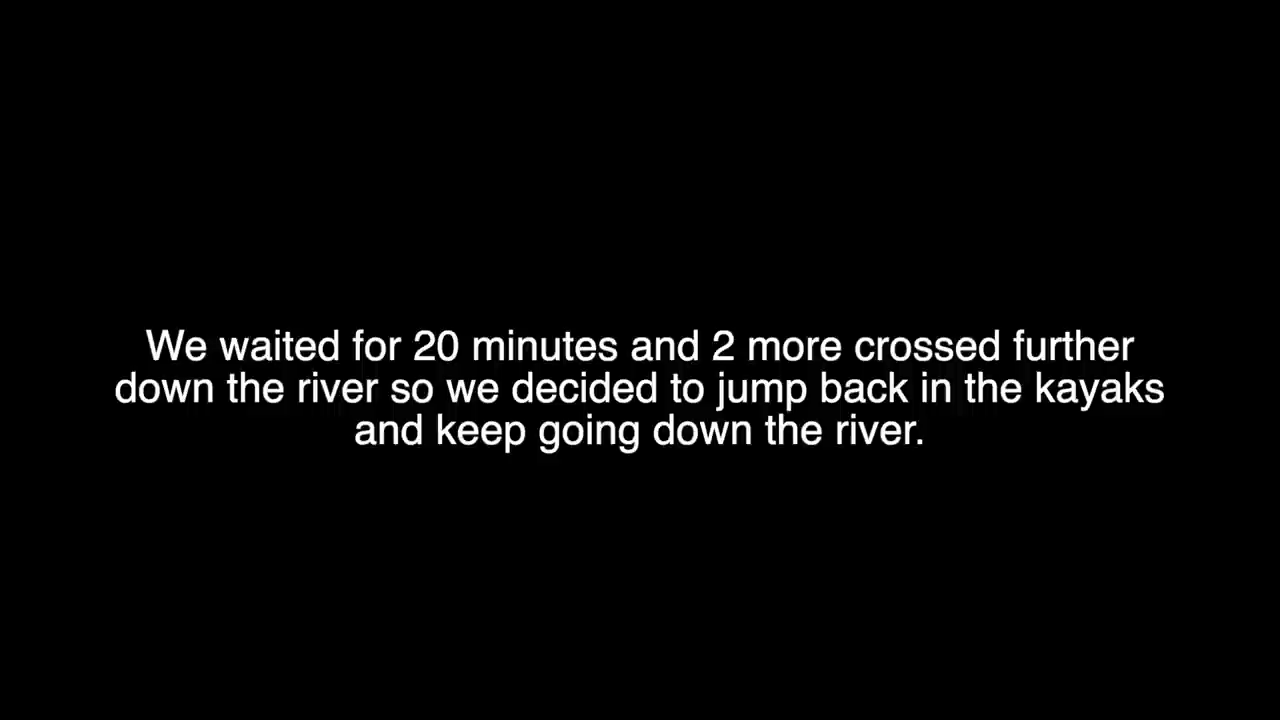 We waited for 20 minutes and 2 more crossed further
down the river so we decided to jump back in the kayaks
and keep going down the river.